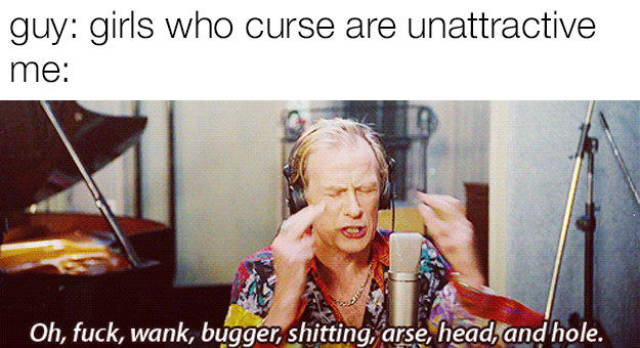 guy: girls who curse are unattractive
me:
Oh, fuck, wank, bugger, shitting, arse, head, and hole.